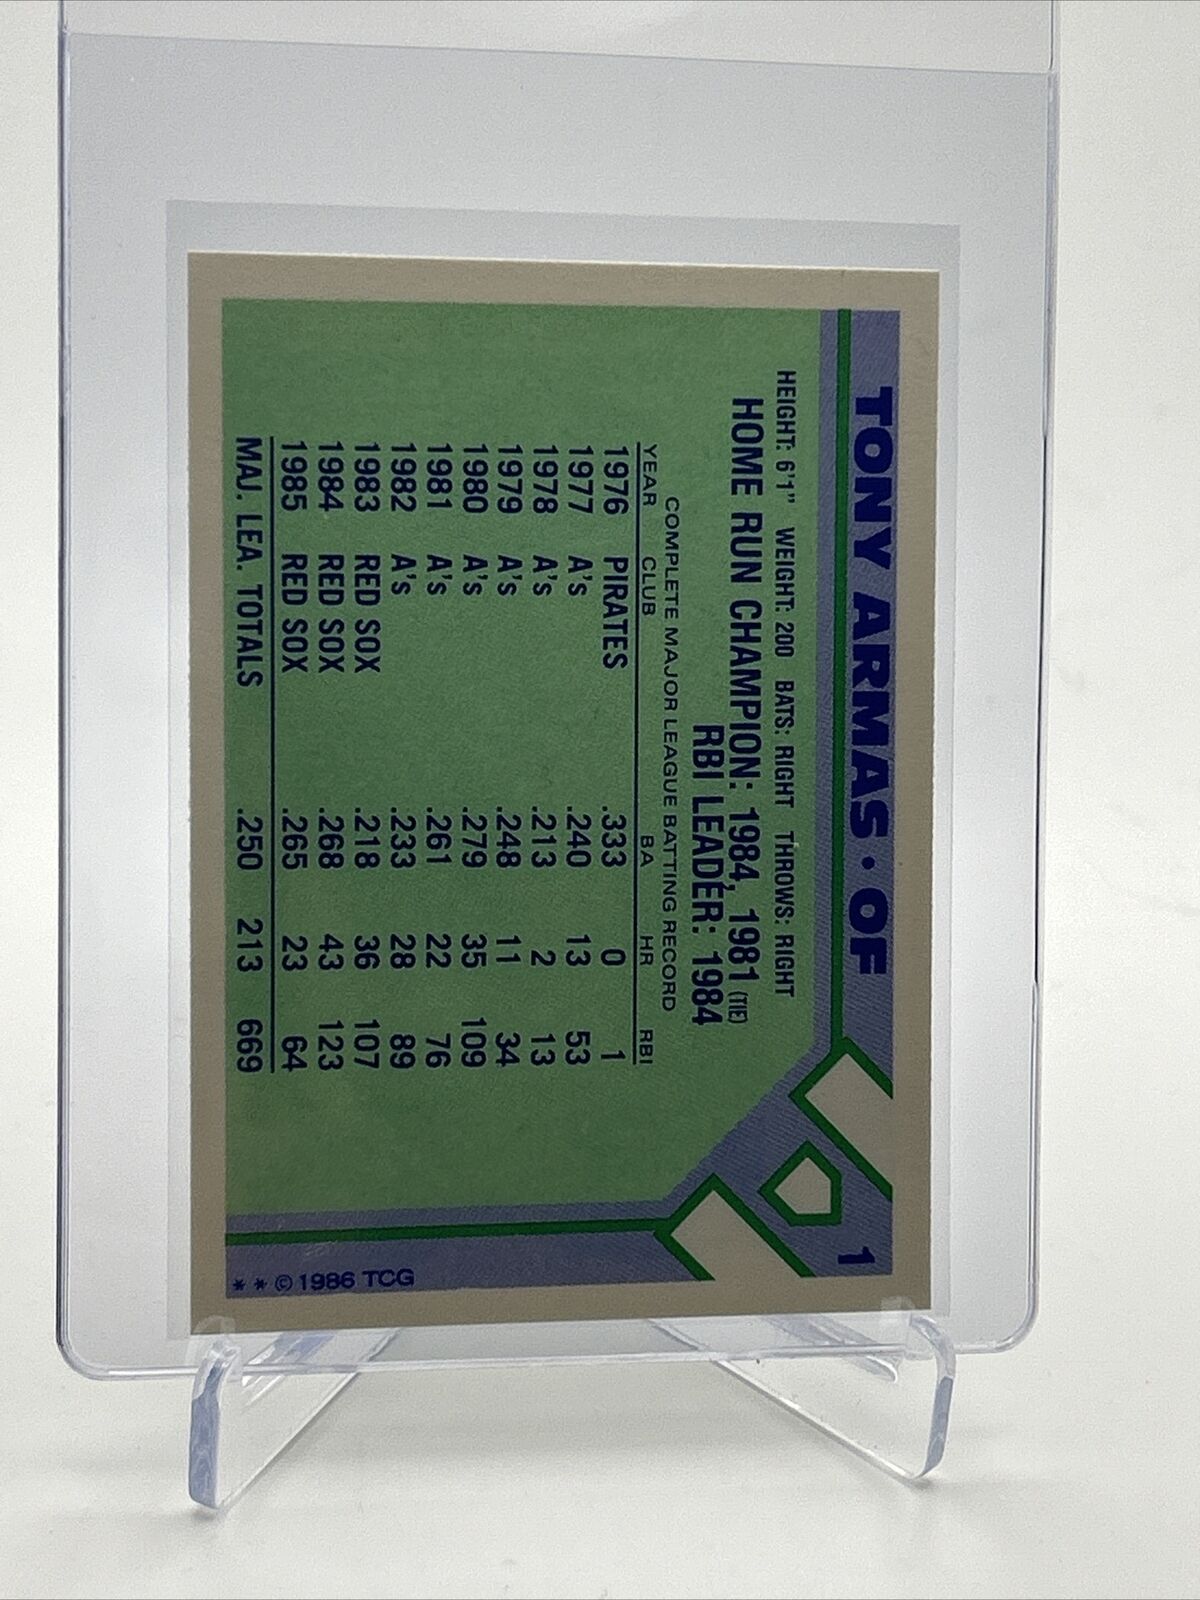 TONY ARMAS • OF
1
HEIGHT: 6'1" WEIGHT: 200 BATS: RIGHT THROWS: RIGHT
HOME RUN CHAMPION: 1984, 1981 (TIE)
RBI LEADER: 1984
COMPLETE MAJOR LEAGUE BATTING RECORD
YEAR CLUB BA HR RBI
1976 PIRATES .333 0 1
1977 A's .240 13 53
1978 A's .213 2 13
1979 A's .248 11 34
1980 A's .279 35 109
1981 A's .261 22 76
1982 A's .233 28 89
1983 RED SOX .218 36 107
1984 RED SOX .268 43 123
1985 RED SOX .265 23 64
MAJ. LEA. TOTALS .250 213 669
* * © 1986 TCG